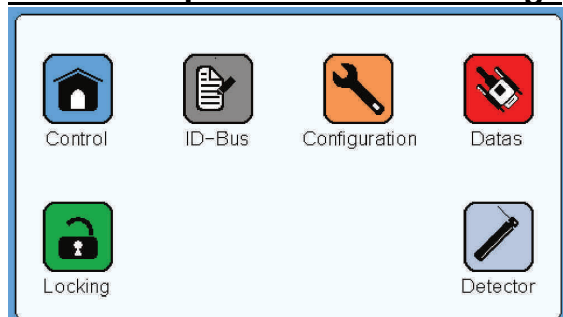 Control
ID-Bus
Configuration
Datas
Locking
Detector